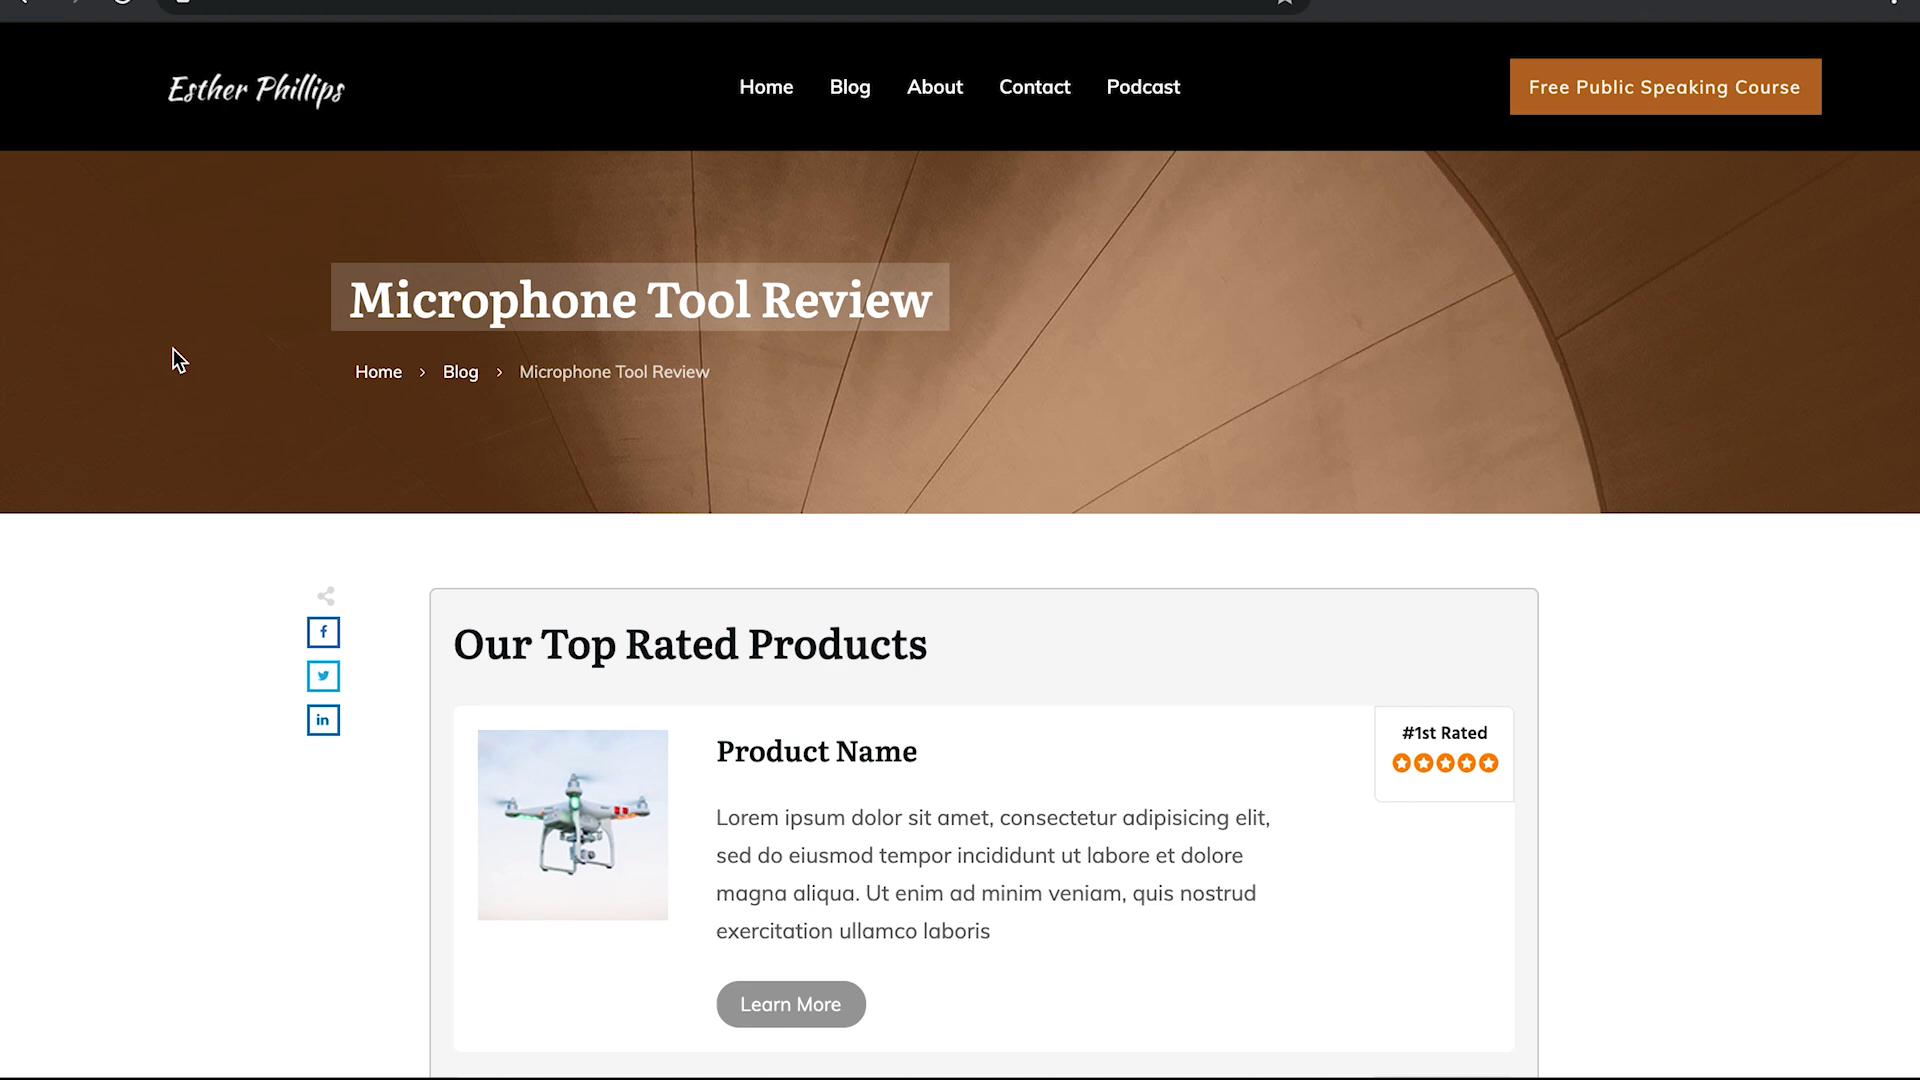 Esther Phillips
Home Blog About Contact Podcast
Free Public Speaking Course
Microphone Tool Review
Home > Blog > Microphone Tool Review
Our Top Rated Products
#1st Rated
Product Name
Lorem ipsum dolor sit amet, consectetur adipisicing elit,
sed do eiusmod tempor incididunt ut labore et dolore
magna aliqua. Ut enim ad minim veniam, quis nostrud
exercitation ullamco laboris
Learn More